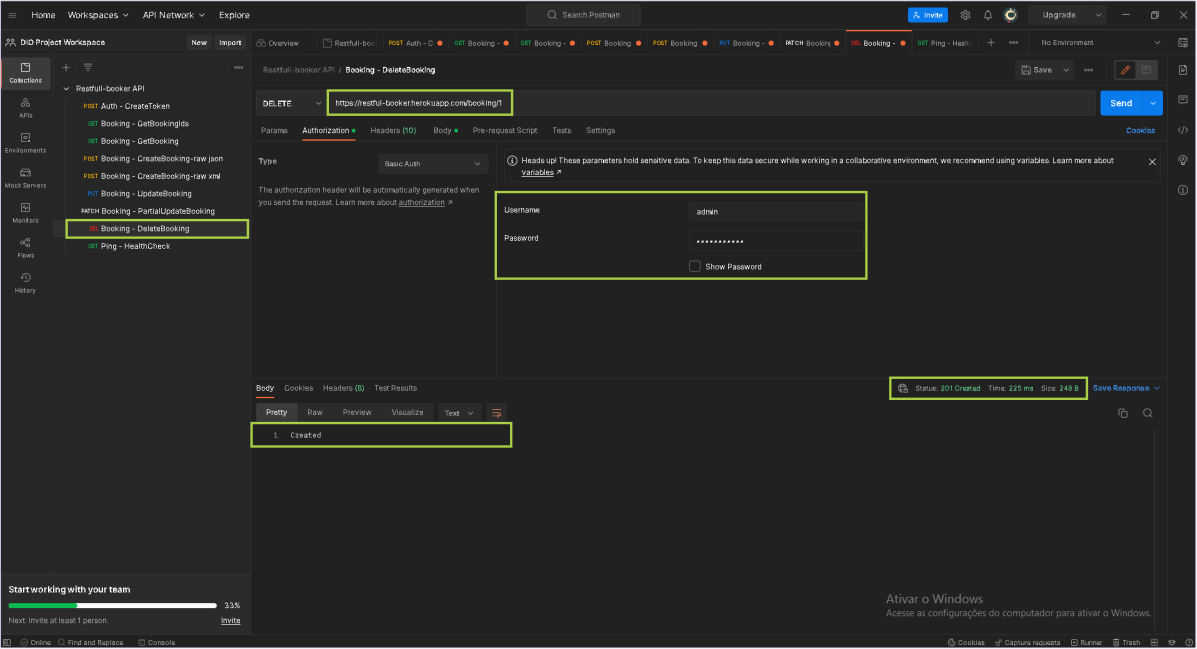 Home Workspaces API Network Explore Search Postman Invite Upgrade
DIO Project Workspace New Import Overview Restfull-boo POST Auth - C GET Booking - GET Booking - POST Booking POST Booking PUT Booking - PATCH Booking DEL Booking - GET Ping - Healt No Environment
Collections
APIs
Environments
Mock Servers
Monitors
Flows
History
Restfull-booker API
POST Auth - CreateToken
GET Booking - GetBookingIds
GET Booking - GetBooking
POST Booking - CreateBooking-raw json
POST Booking - CreateBooking-raw xml
PUT Booking - UpdateBooking
PATCH Booking - PartialUpdateBooking
DEL Booking - DeleteBooking
GET Ping - HealthCheck
Restfull-booker API / Booking - DeleteBooking Save
DELETE https://restful-booker.herokuapp.com/booking/1 Send
Params Authorization Headers (10) Body Pre-request Script Tests Settings Cookies
Type Basic Auth
The authorization header will be automatically generated when
you send the request. Learn more about authorization ↗
Heads up! These parameters hold sensitive data. To keep this data secure while working in a collaborative environment, we recommend using variables. Learn more about
variables ↗
Username admin
Password ***********
Show Password
Body Cookies Headers (8) Test Results Status: 201 Created Time: 225 ms Size: 248 B Save Response
Pretty Raw Preview Visualize Text
1 Created
Start working with your team
33%
Next: Invite at least 1 person. Invite
Ativar o Windows
Acesse as configurações do computador para ativar o Windows.
Online Find and Replace Console Cookies Capture requests Runner Trash